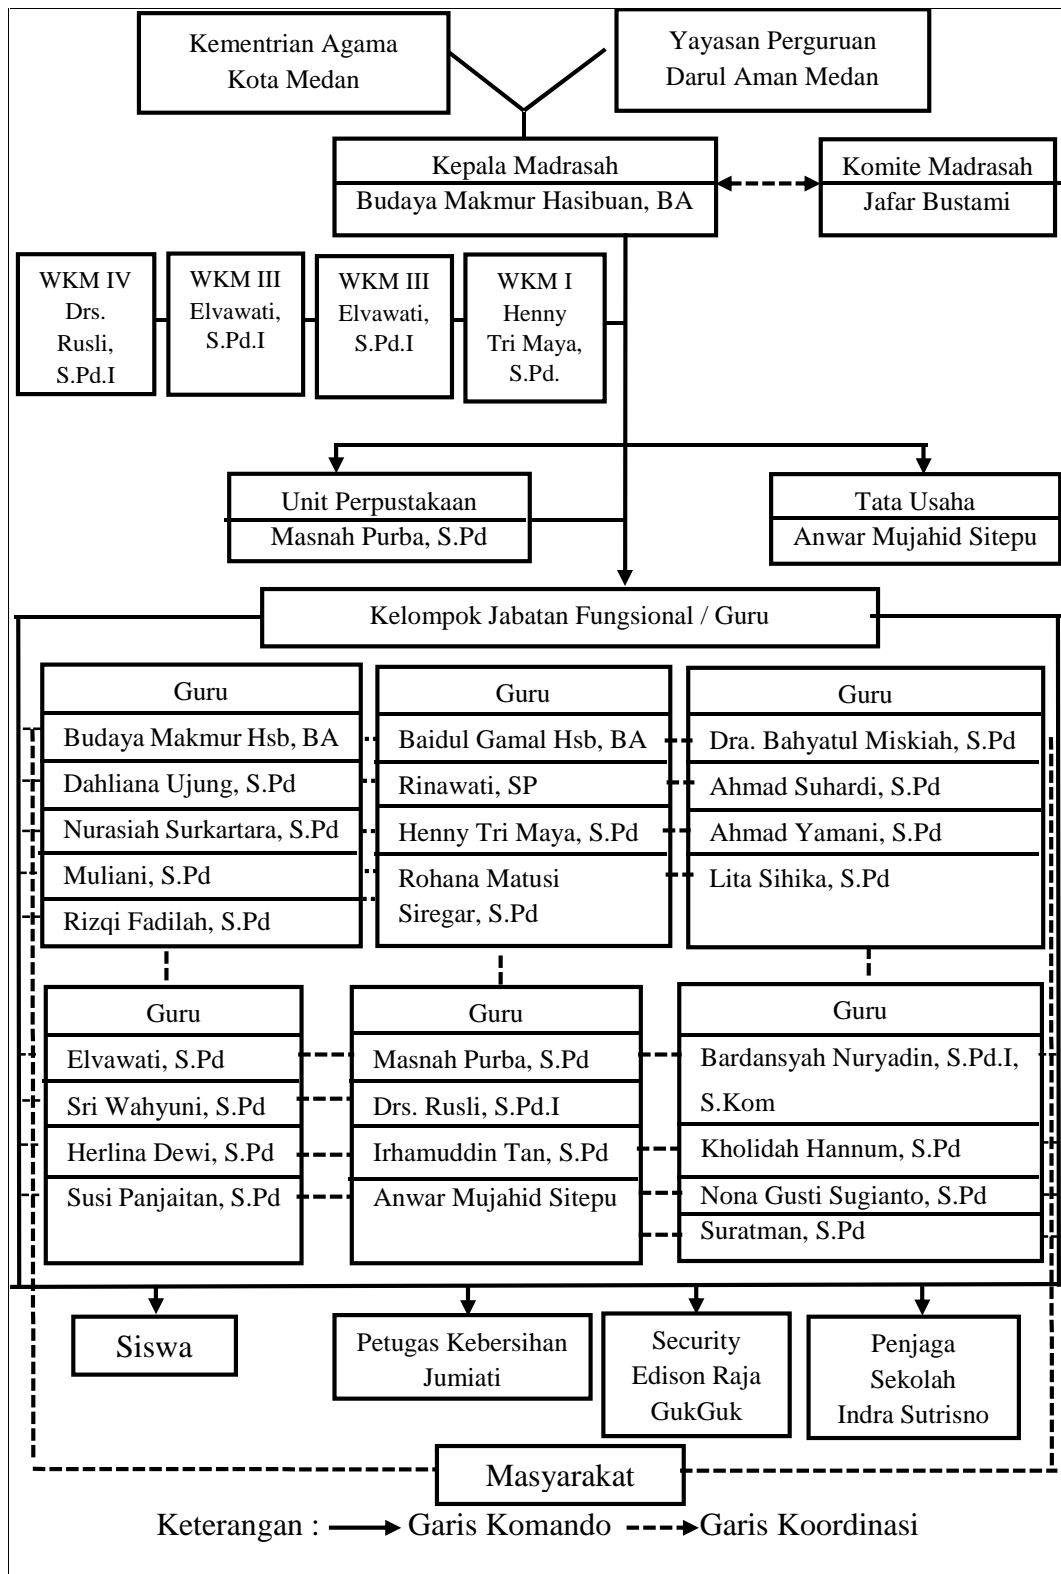 Kementrian Agama
Kota Medan
Yayasan Perguruan
Darul Aman Medan
Kepala Madrasah
Budaya Makmur Hasibuan, BA
Komite Madrasah
Jafar Bustami
WKM IV
Drs.
Rusli,
S.Pd.I
WKM III
Elvawati,
S.Pd.I
WKM III
Elvawati,
S.Pd.I
WKM I
Henny
Tri Maya,
S.Pd.
Unit Perpustakaan
Masnah Purba, S.Pd
Tata Usaha
Anwar Mujahid Sitepu
Kelompok Jabatan Fungsional / Guru
Guru
Budaya Makmur Hsb, BA
Dahliana Ujung, S.Pd
Nurasiah Surkartara, S.Pd
Muliani, S.Pd
Rizqi Fadilah, S.Pd
Guru
Baidul Gamal Hsb, BA
Rinawati, SP
Henny Tri Maya, S.Pd
Rohana Matusi
Siregar, S.Pd
Guru
Dra. Bahyatul Miskiah, S.Pd
Ahmad Suhardi, S.Pd
Ahmad Yamani, S.Pd
Lita Sihika, S.Pd
Guru
Elvawati, S.Pd
Sri Wahyuni, S.Pd
Herlina Dewi, S.Pd
Susi Panjaitan, S.Pd
Guru
Masnah Purba, S.Pd
Drs. Rusli, S.Pd.I
Irhamuddin Tan, S.Pd
Anwar Mujahid Sitepu
Guru
Bardansyah Nuryadin, S.Pd.I,
S.Kom
Kholidah Hannum, S.Pd
Nona Gusti Sugianto, S.Pd
Suratman, S.Pd
Siswa
Petugas Kebersihan
Jumiati
Security
Edison Raja
GukGuk
Penjaga
Sekolah
Indra Sutrisno
Masyarakat
Keterangan : Garis Komando Garis Koordinasi